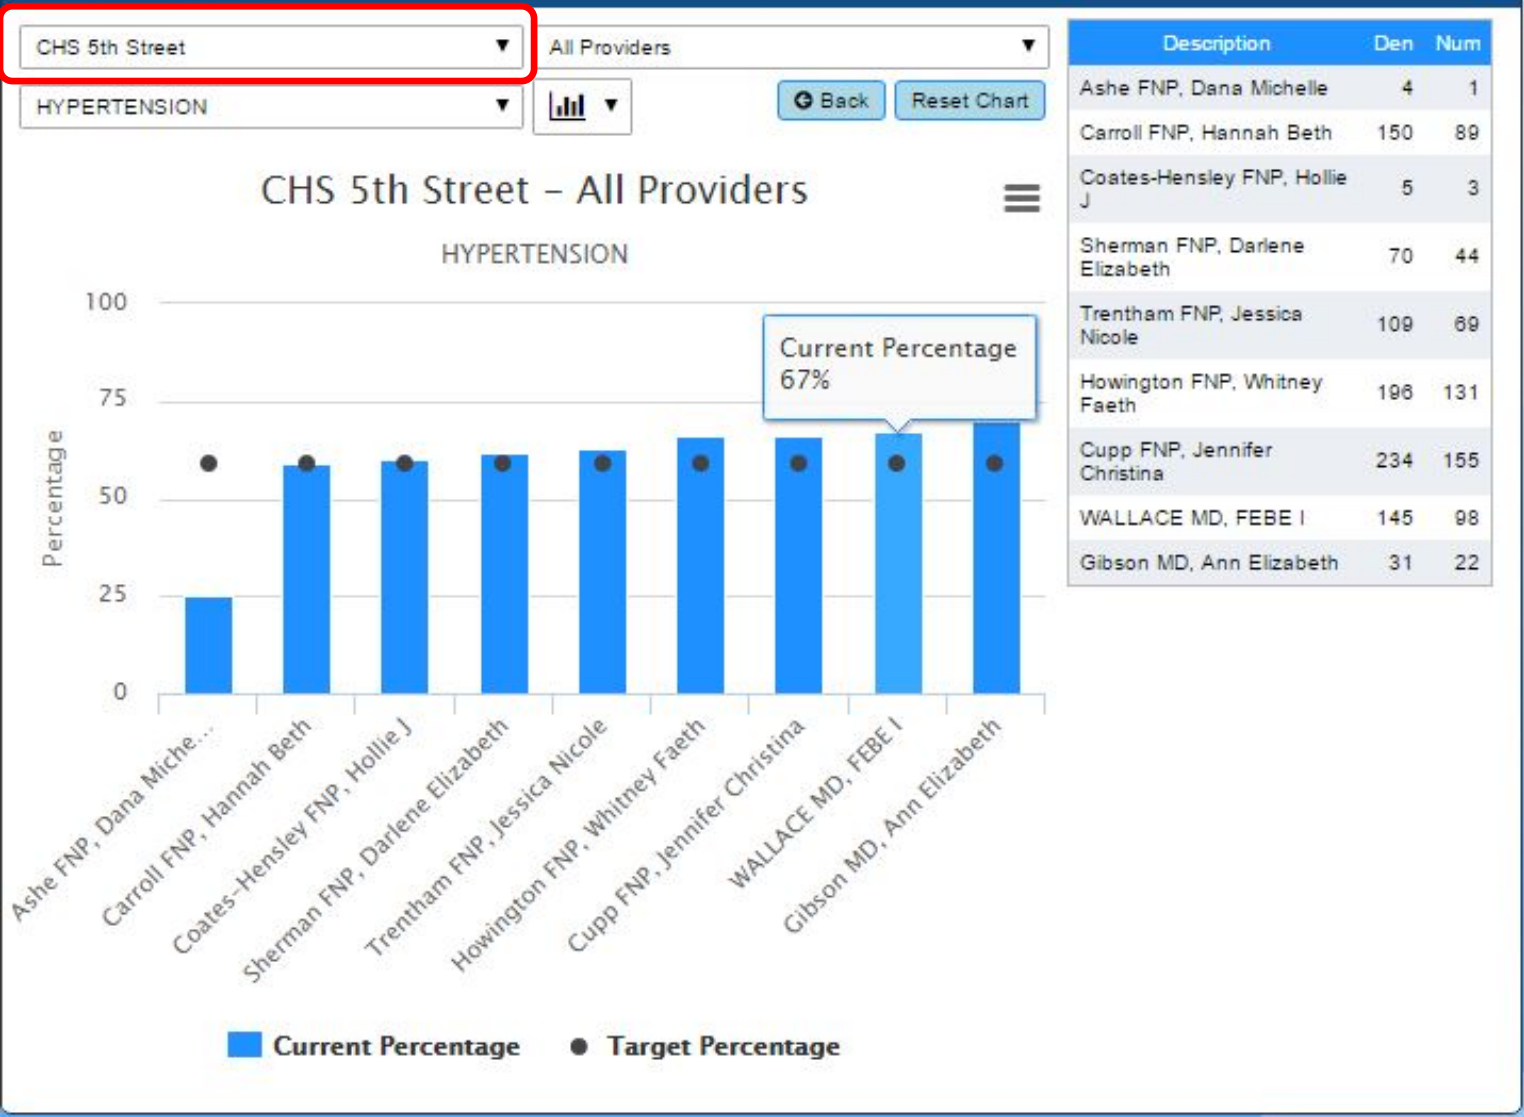 CHS 5th Street
All Providers
HYPERTENSION
Back
Reset Chart
CHS 5th Street – All Providers
HYPERTENSION
Current Percentage
67%
100
75
50
25
0
Percentage
Ashe FNP, Dana Miche...
Carroll FNP, Hannah Beth
Coates-Hensley FNP, Hollie J
Sherman FNP, Darlene Elizabeth
Trentham FNP, Jessica Nicole
Howington FNP, Whitney Faeth
Cupp FNP, Jennifer Christina
WALLACE MD, FEBE I
Gibson MD, Ann Elizabeth
Current Percentage
Target Percentage
Description Den Num
Ashe FNP, Dana Michelle 4 1
Carroll FNP, Hannah Beth 150 89
Coates-Hensley FNP, Hollie
J 5 3
Sherman FNP, Darlene
Elizabeth 70 44
Trentham FNP, Jessica
Nicole 109 69
Howington FNP, Whitney
Faeth 196 131
Cupp FNP, Jennifer
Christina 234 155
WALLACE MD, FEBE I 145 98
Gibson MD, Ann Elizabeth 31 22